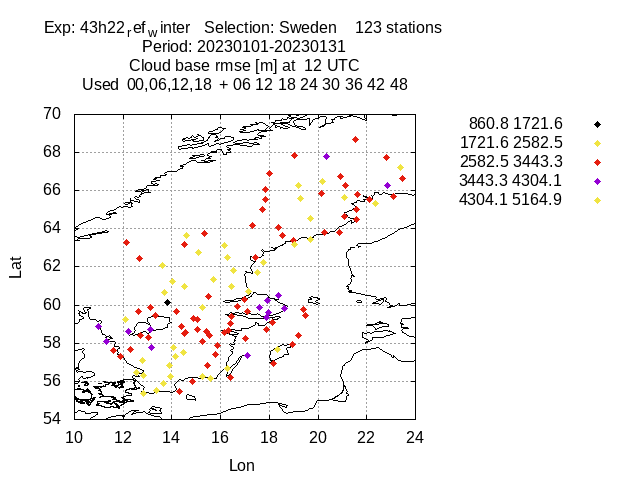 Exp: 43h22refwinter Selection: Sweden 123 stations
Period: 20230101-20230131
Cloud base rmse [m] at 12 UTC
Used 00,06,12,18 + 06 12 18 24 30 36 42 48
860.8 1721.6
1721.6 2582.5
2582.5 3443.3
3443.3 4304.1
4304.1 5164.9
70
68
66
64
62
60
58
56
54
Lat
10 12 14 16 18 20 22 24
Lon